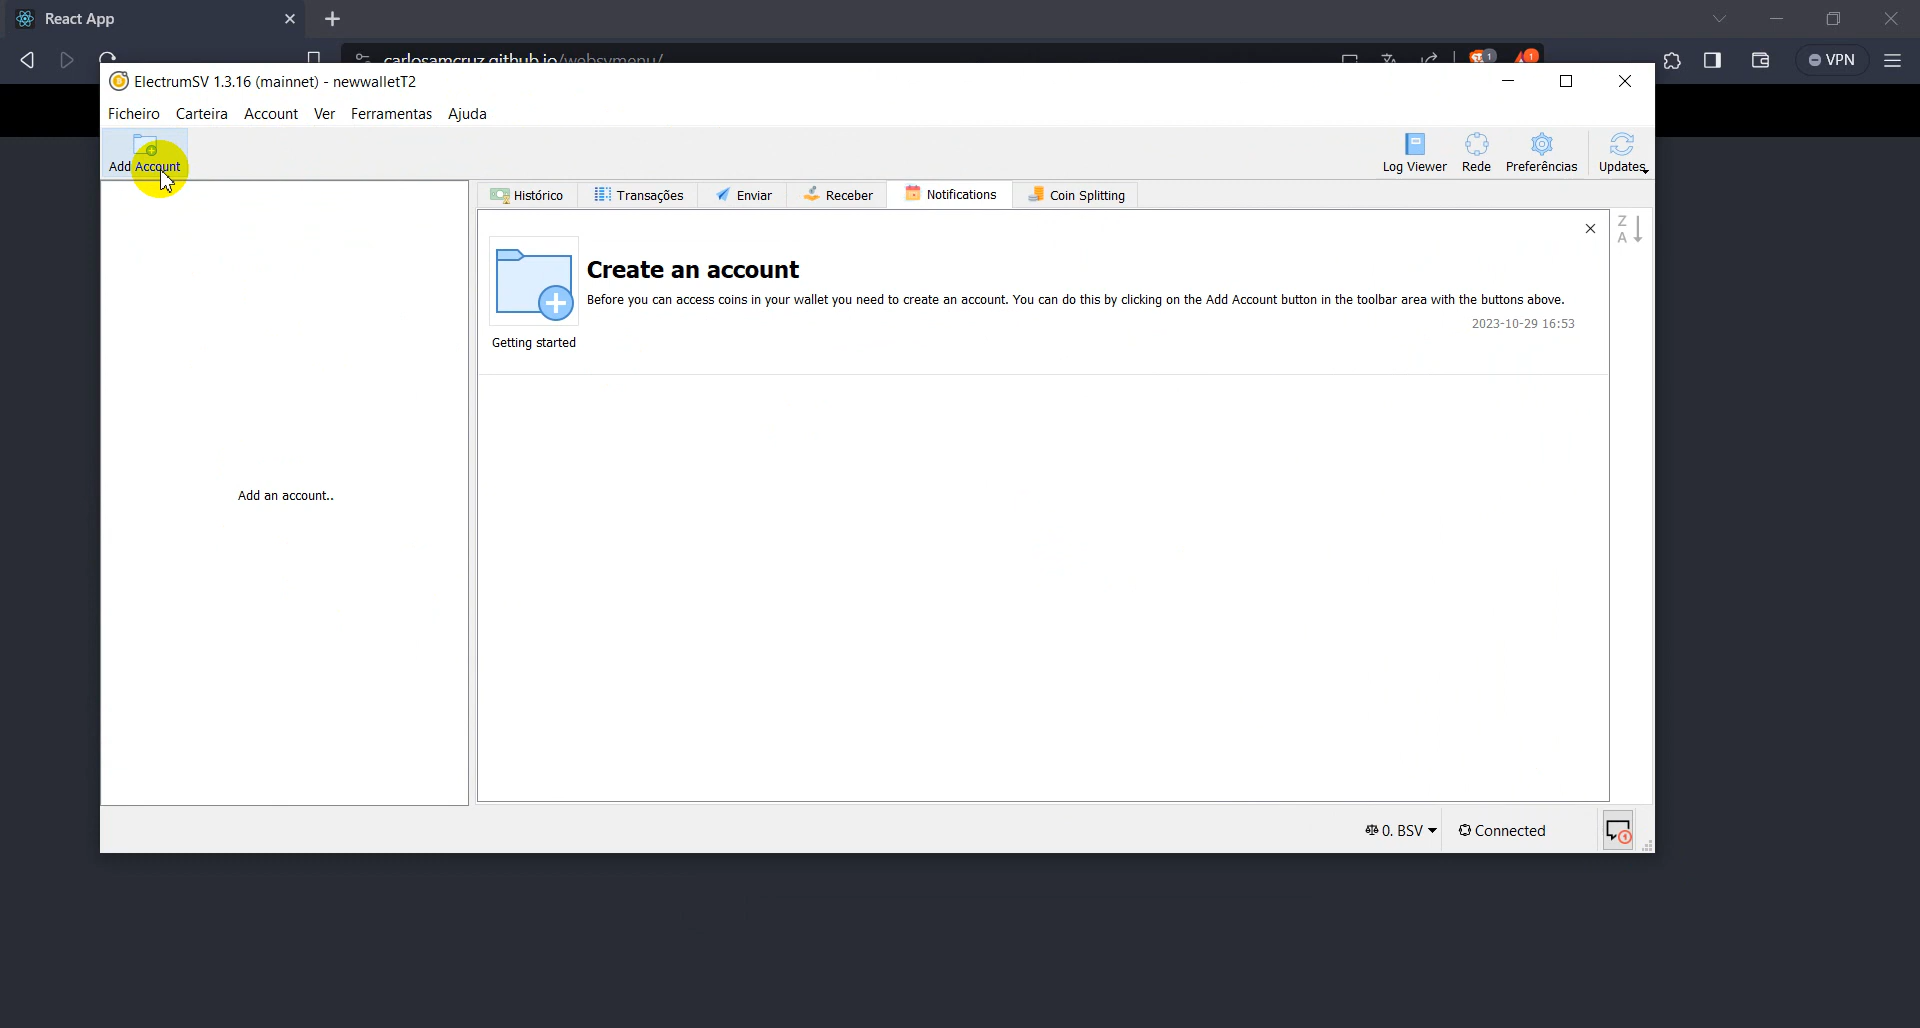 React App
carlosamcruz.github.io/websvmenu/
1
1
VPN
ElectrumSV 1.3.16 (mainnet) - newwalletT2
Ficheiro Carteira Account Ver Ferramentas Ajuda
Add Account
Log Viewer Rede Preferências Updates
Histórico Transações Enviar Receber Notifications Coin Splitting
Z
A
Create an account
Before you can access coins in your wallet you need to create an account. You can do this by clicking on the Add Account button in the toolbar area with the buttons above.
2023-10-29 16:53
Getting started
Add an account..
0. BSV
Connected
1